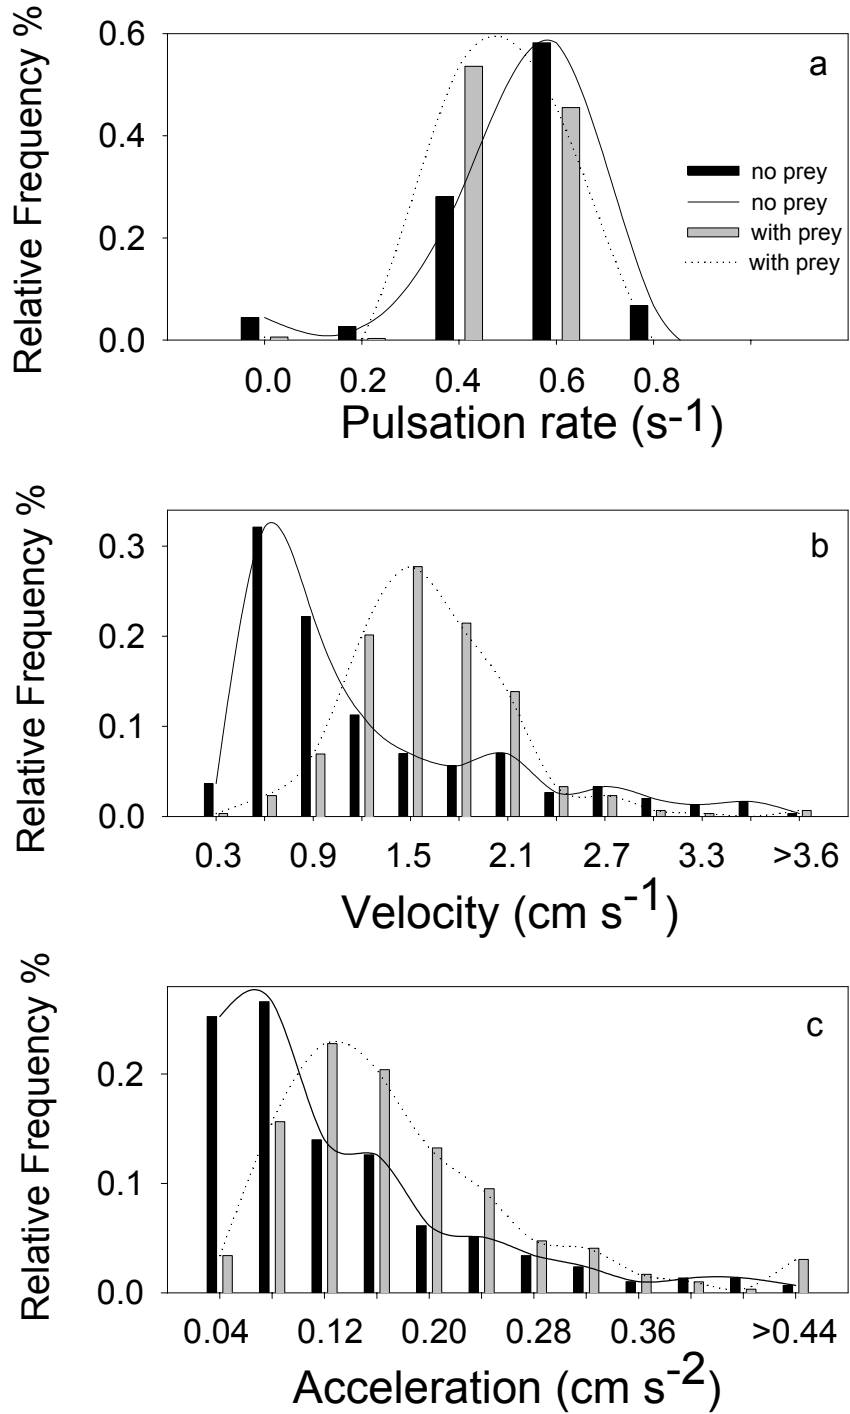 Relative Frequency %
0.6
0.4
0.2
0.0
a
no prey
no prey
with prey
with prey
0.0 0.2 0.4 0.6 0.8
Pulsation rate (s-1)
Relative Frequency %
0.3
0.2
0.1
0.0
b
0.3 0.9 1.5 2.1 2.7 3.3 >3.6
Velocity (cm s-1)
Relative Frequency %
0.2
0.1
0.0
c
0.04 0.12 0.20 0.28 0.36 >0.44
Acceleration (cm s-2)